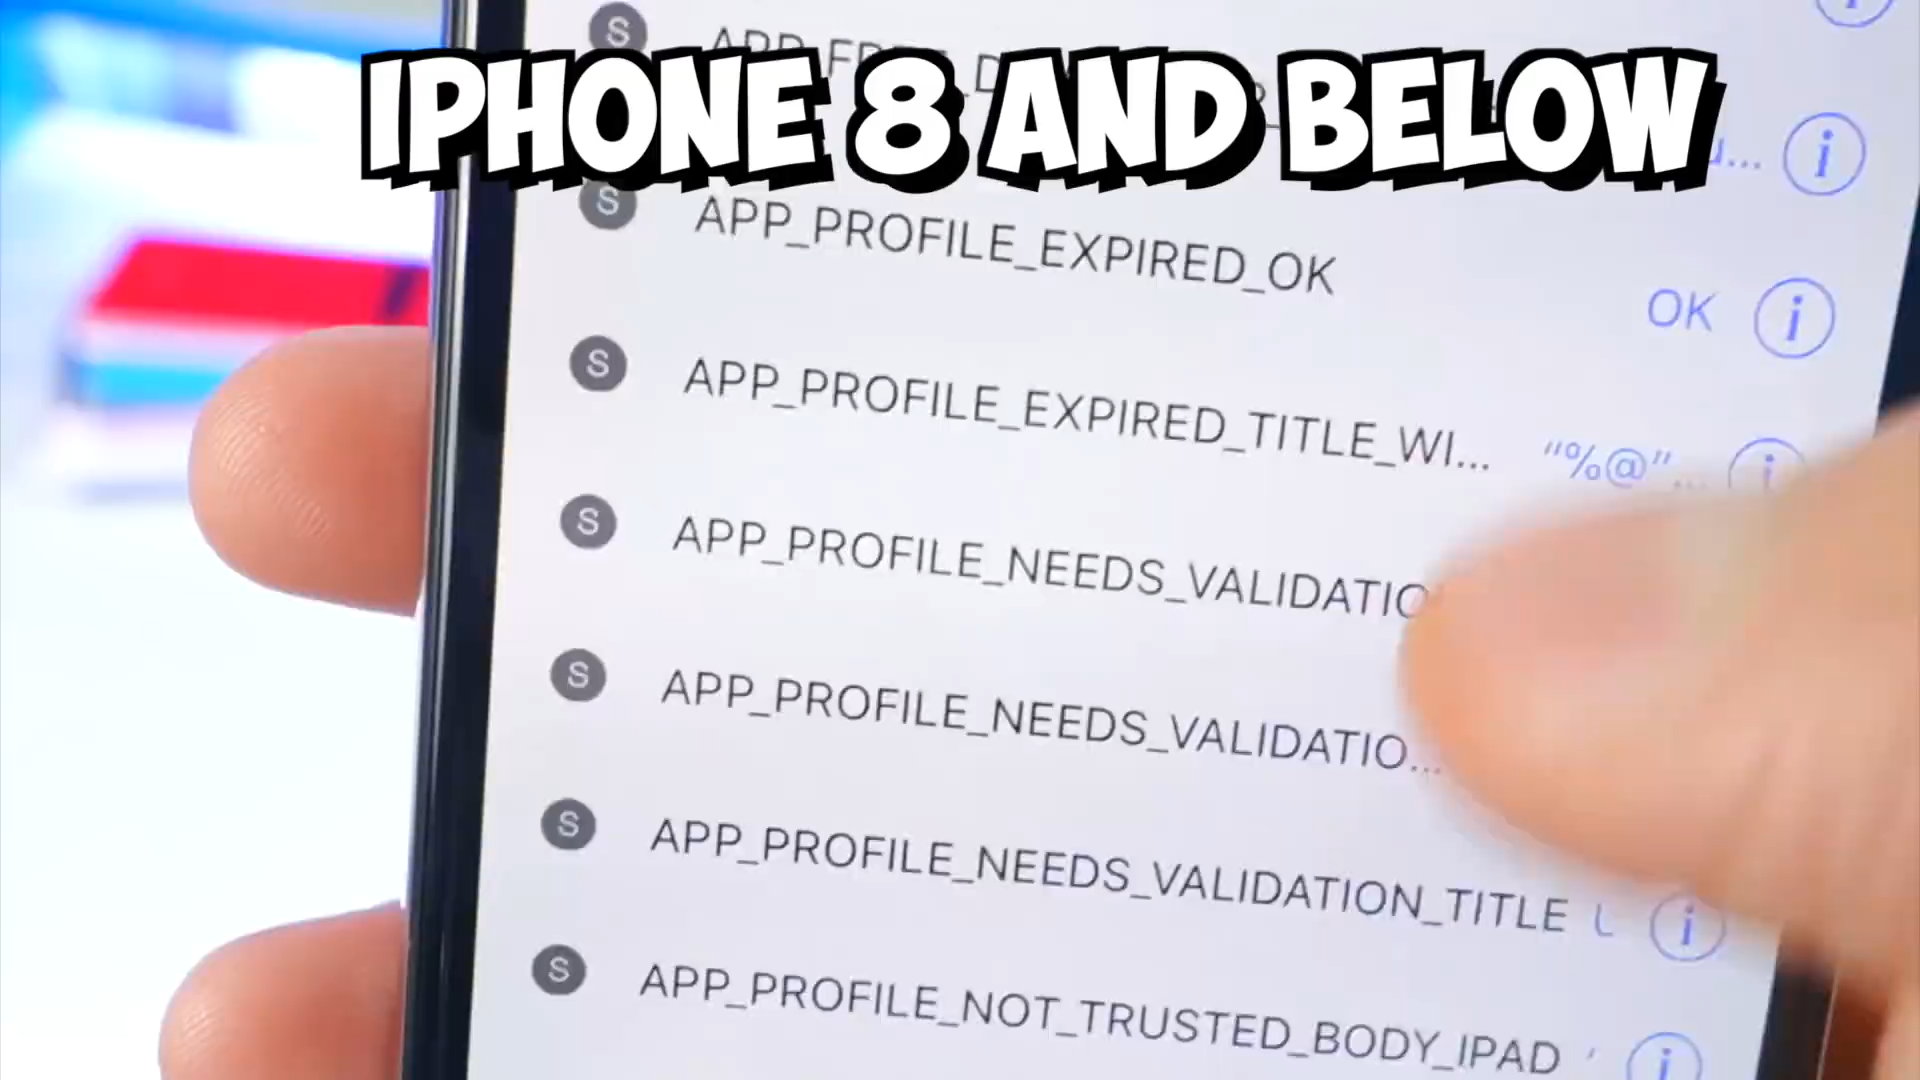 IPHONE 8 AND BELOW
S
S APP_PROFILE_EXPIRED_OK OK i
S APP_PROFILE_EXPIRED_TITLE_WI... "%@"... i
S APP_PROFILE_NEEDS_VALIDATIO
S APP_PROFILE_NEEDS_VALIDATIO...
S APP_PROFILE_NEEDS_VALIDATION_TITLE i
S APP_PROFILE_NOT_TRUSTED_BODY_IPAD i